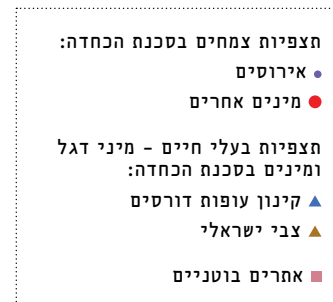 תצפיות צמחים בסכנת הכחדה:
אירוסים
מינים אחרים
תצפיות בעלי חיים - מיני דגל
ומינים בסכנת הכחדה:
קינון עופות דורסים
צבי ישראלי
אתרים בוטניים